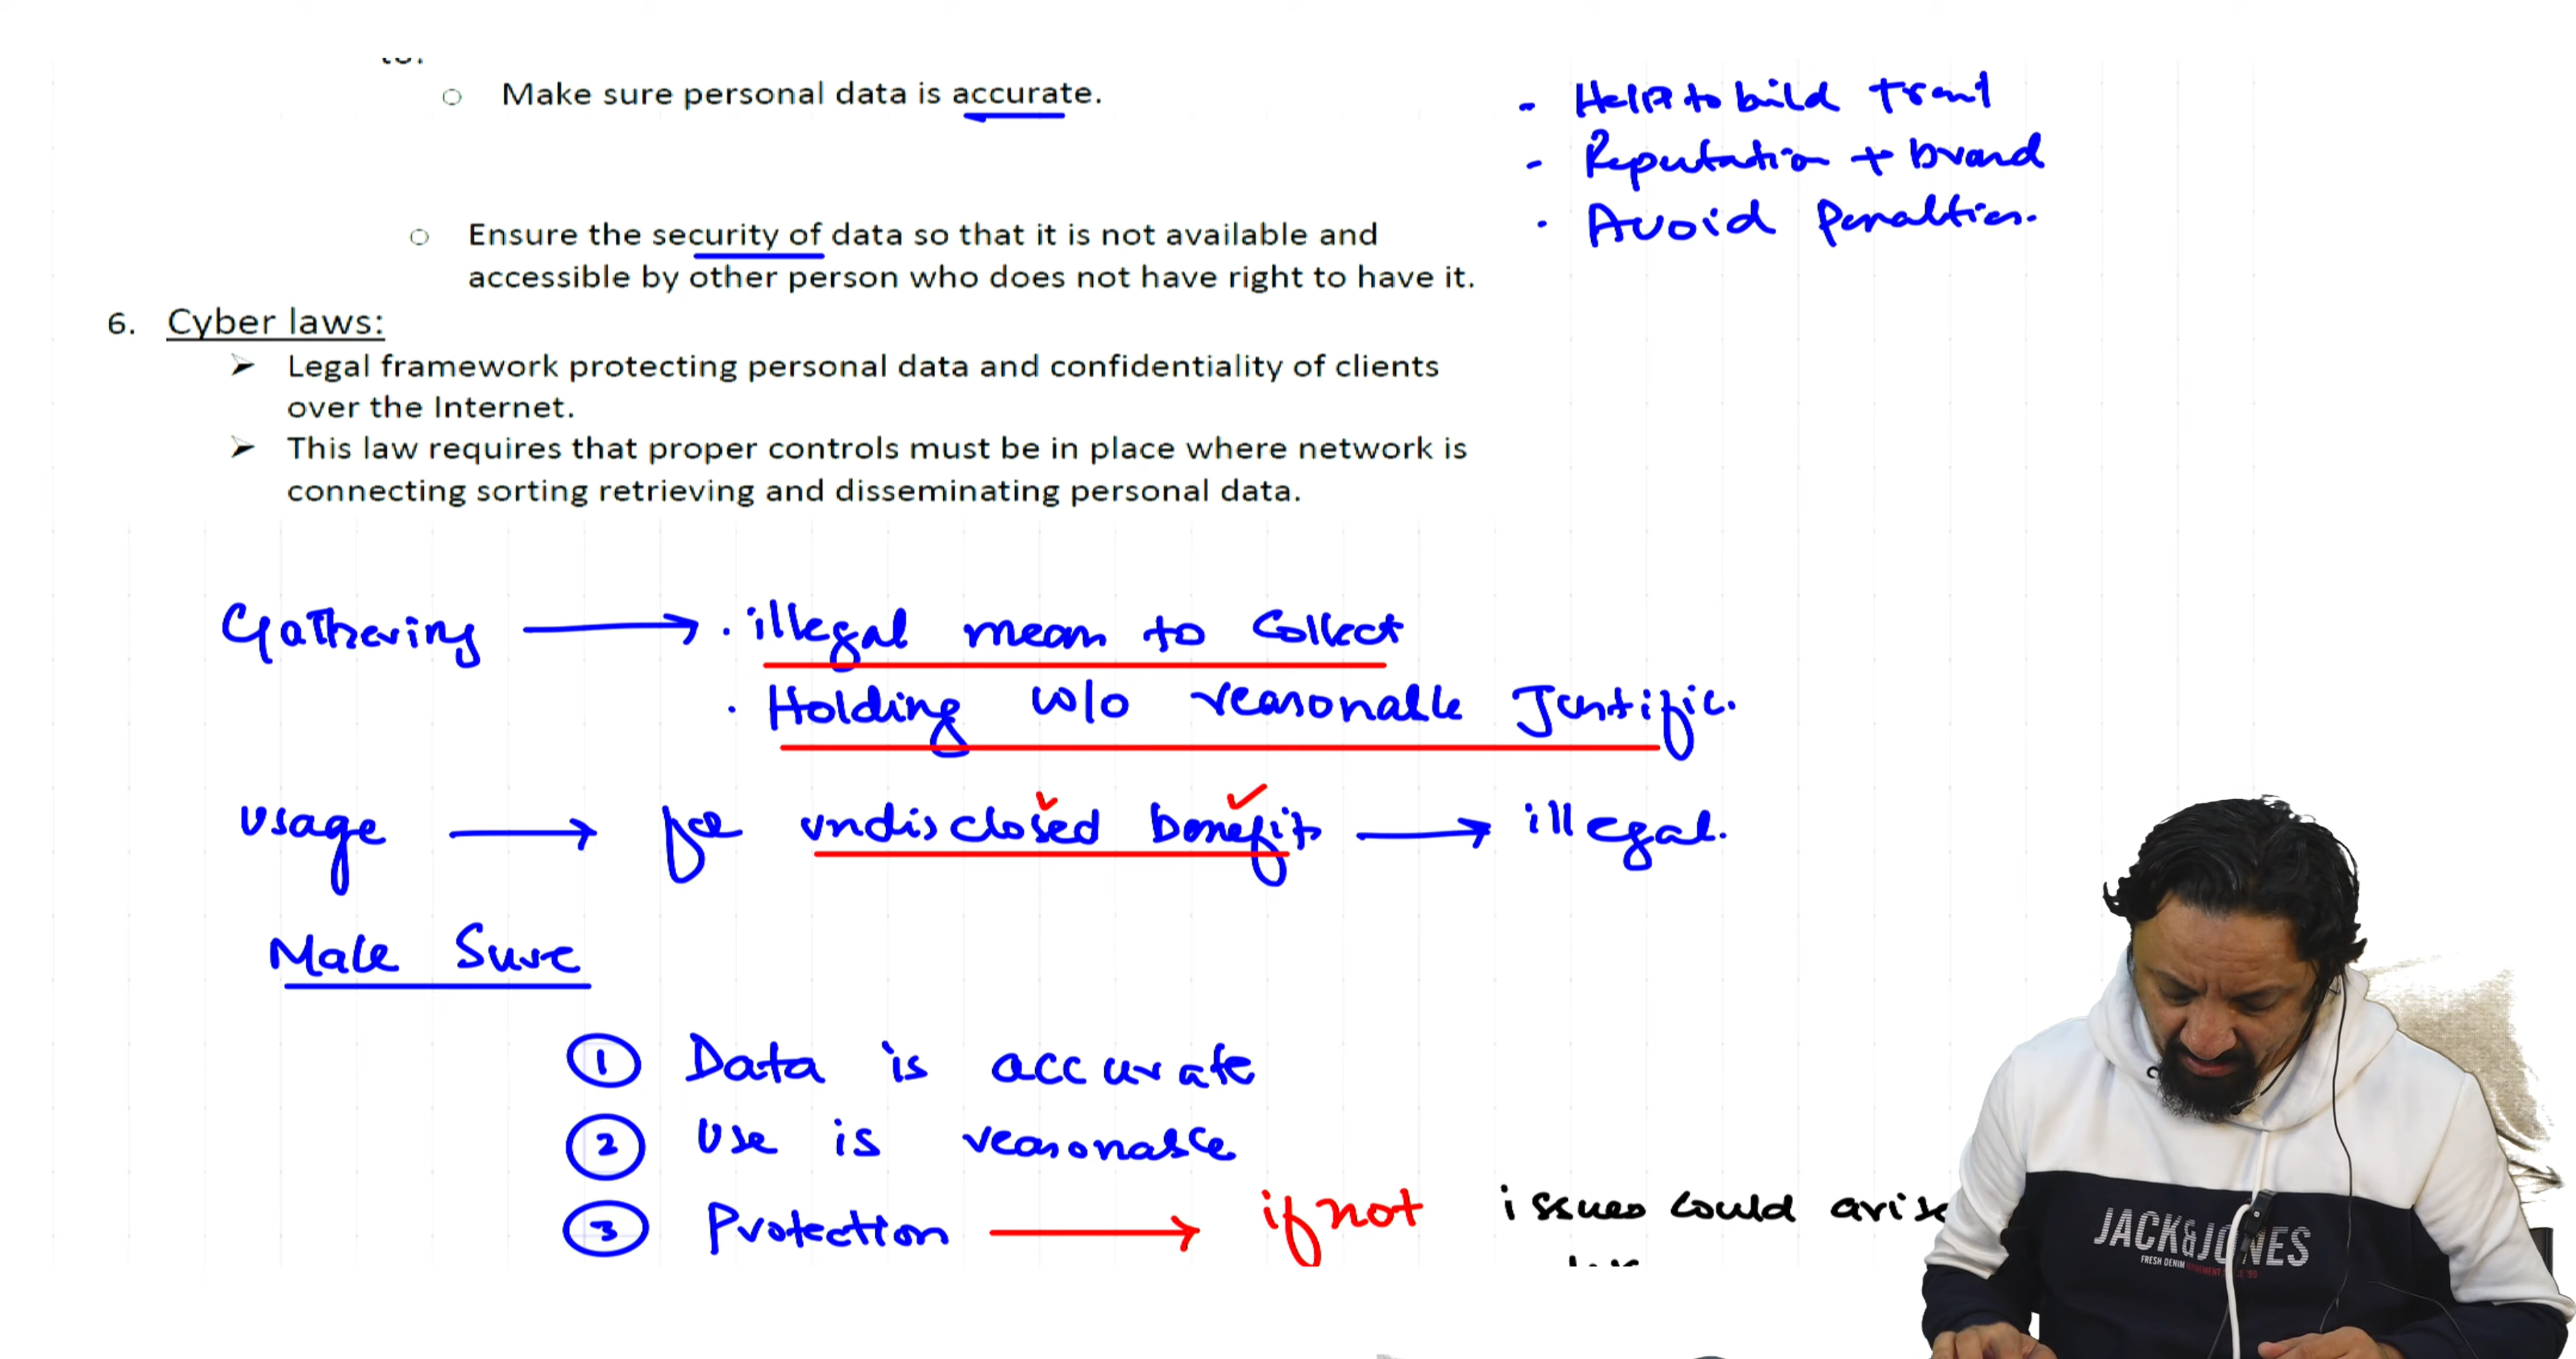 Make sure personal data is accurate.
- Help to build trust
- Reputation + brand
· Avoid Penalties.
Ensure the security of data so that it is not available and
accessible by other person who does not have right to have it.
6. Cyber laws:
Legal framework protecting personal data and confidentiality of clients
over the Internet.
This law requires that proper controls must be in place where network is
connecting sorting retrieving and disseminating personal data.
Gathering → . illegal mean to Collect
. Holding w/o reasonable Justific.
Usage → for undisclosed benefits → illegal.
Make Sure
1 Data is accurate
2 Use is reasonable
3 Protection → if not issues could arise
JACK&JONES
FRESH DENIM